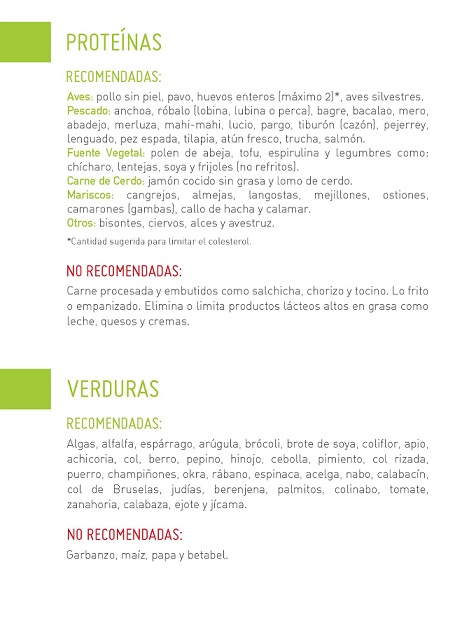 PROTEÍNAS
RECOMENDADAS:
Aves: pollo sin piel, pavo, huevos enteros (máximo 2)*, aves silvestres.
Pescado: anchoa, róbalo (lobina, lubina o perca), bagre, bacalao, mero,
abadejo, merluza, mahi-mahi, lucio, pargo, tiburón (cazón), pejerrey,
lenguado, pez espada, tilapia, atún fresco, trucha, salmón.
Fuente Vegetal: polen de abeja, tofu, espirulina y legumbres como:
chícharo, lentejas, soya y frijoles (no refritos).
Carne de Cerdo: jamón cocido sin grasa y lomo de cerdo.
Mariscos: cangrejos, almejas, langostas, mejillones, ostiones,
camarones (gambas), callo de hacha y calamar.
Otros: bisontes, ciervos, alces y avestruz.
*Cantidad sugerida para limitar el colesterol.
NO RECOMENDADAS:
Carne procesada y embutidos como salchicha, chorizo y tocino. Lo frito
o empanizado. Elimina o limita productos lácteos altos en grasa como
leche, quesos y cremas.
VERDURAS
RECOMENDADAS:
Algas, alfalfa, espárrago, arúgula, brócoli, brote de soya, coliflor, apio,
achicoria, col, berro, pepino, hinojo, cebolla, pimiento, col rizada,
puerro, champiñones, okra, rábano, espinaca, acelga, nabo, calabacín,
col de Bruselas, judías, berenjena, palmitos, colinabo, tomate,
zanahoria, calabaza, ejote y jícama.
NO RECOMENDADAS:
Garbanzo, maíz, papa y betabel.